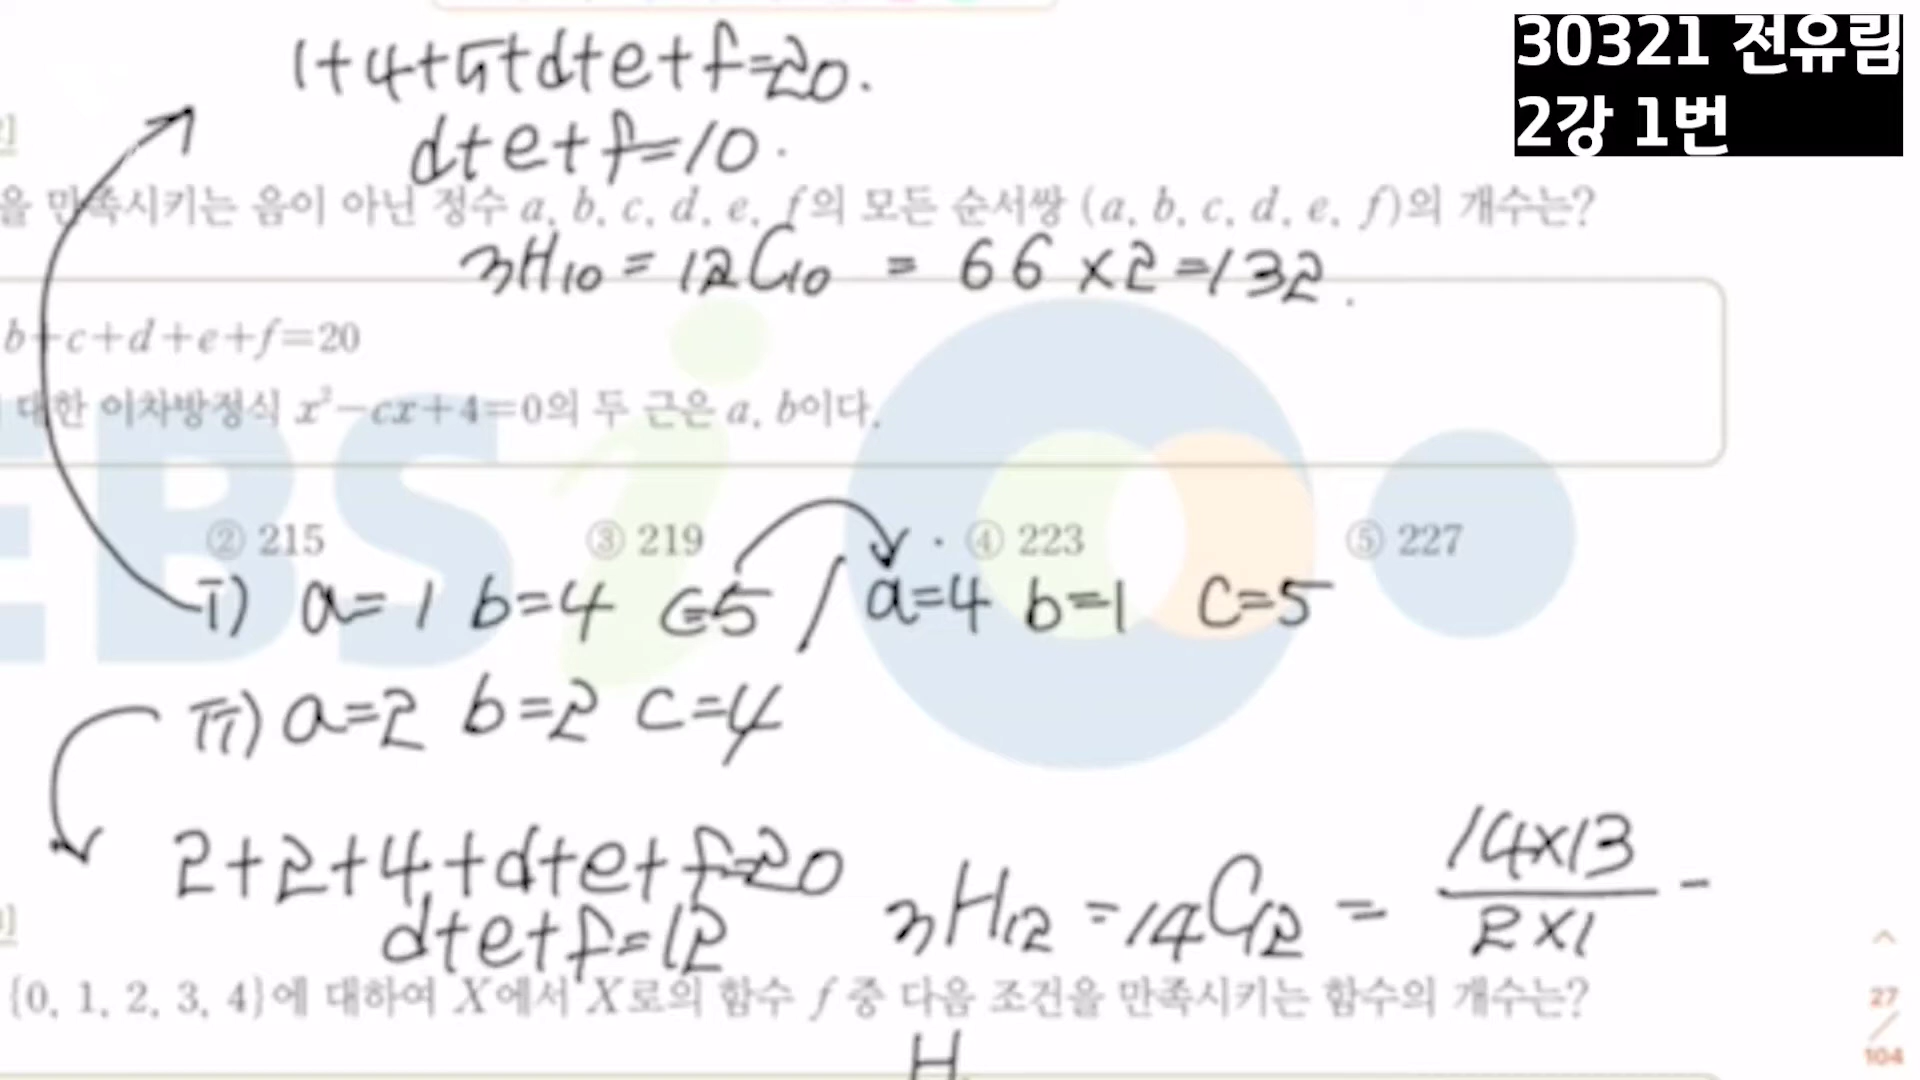 30321 전유림
2강 1번
1+4+5+d+e+f=20.
d+e+f=10.
을 만족시키는 음이 아닌 정수 a, b, c, d, e, f의 모든 순서쌍 (a, b, c, d, e, f)의 개수는?
3H10 = 12C10 = 66 ×2=132.
b+c+d+e+f=20
대한 이차방정식 x²-cx+4=0의 두 근은 a, b이다.
② 215 ③ 219 ④ 223 ⑤ 227
i) a=1 b=4 c=5 / a=4 b=1 c=5
ii) a=2 b=2 c=4
2+2+4+d+e+f=20
d+e+f=12
3H12 = 14C12 = 14×13 / 2×1 -
{0, 1, 2, 3, 4}에 대하여 X에서 X로의 함수 f 중 다음 조건을 만족시키는 함수의 개수는?
H
27
/
104
EBSi